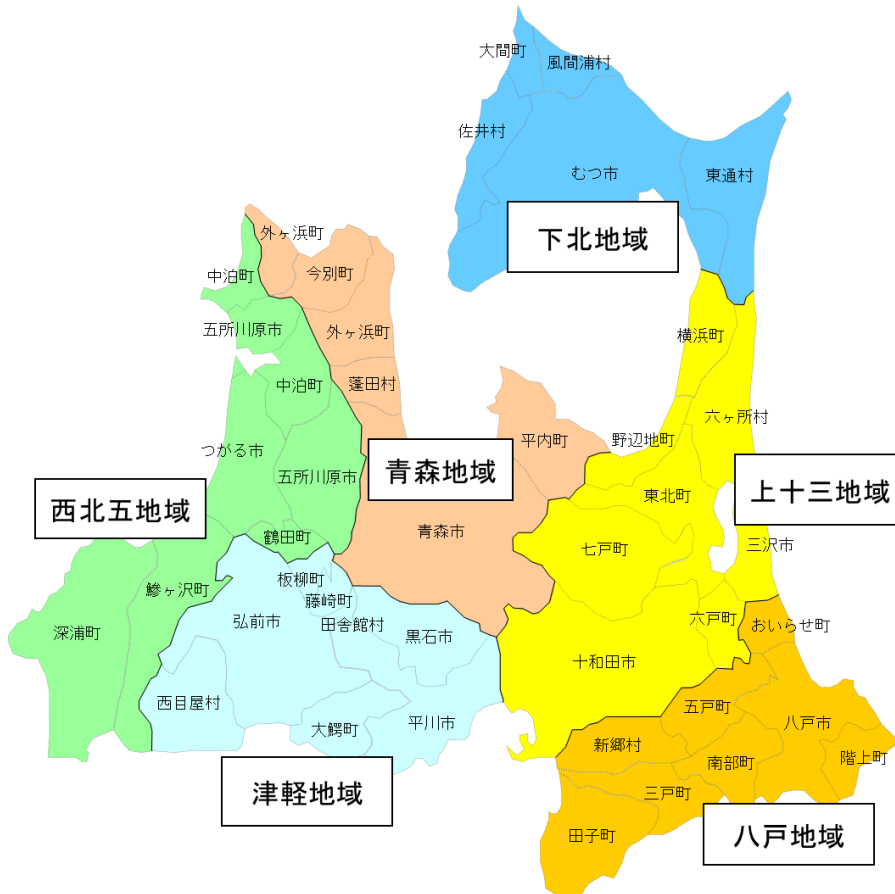 大間町
風間浦村
佐井村
むつ市
東通村
下北地域
外ヶ浜町
今別町
中泊町
五所川原市
外ヶ浜町
横浜町
中泊町
蓬田村
六ヶ所村
つがる市
平内町
野辺地町
五所川原市
青森地域
東北町
上十三地域
西北五地域
青森市
鶴田町
七戸町
三沢市
板柳町
鰺ヶ沢町
藤崎町
六戸町
弘前市
田舎館村
黒石市
おいらせ町
深浦町
十和田市
西目屋村
五戸町
大鰐町
平川市
八戸市
新郷村
南部町
階上町
津軽地域
三戸町
田子町
八戸地域